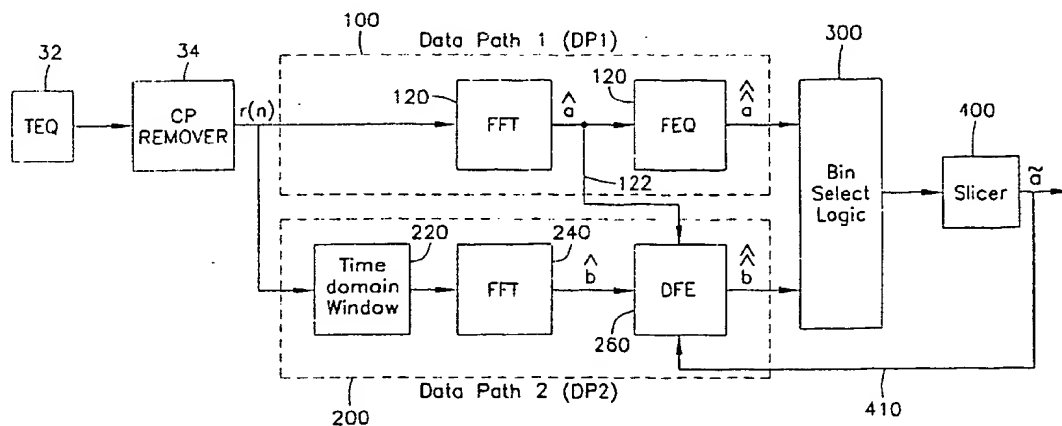 100
Data Path 1 (DP1)
300
32
34
TEQ
CP
REMOVER
r(n)
120
FFT
â
120
FEQ
â̂
122
400
Bin
Select
Logic
Slicer
ã
220
Time
domain
Window
240
FFT
b̂
DFE
260
b̂̂
200
Data Path 2 (DP2)
410